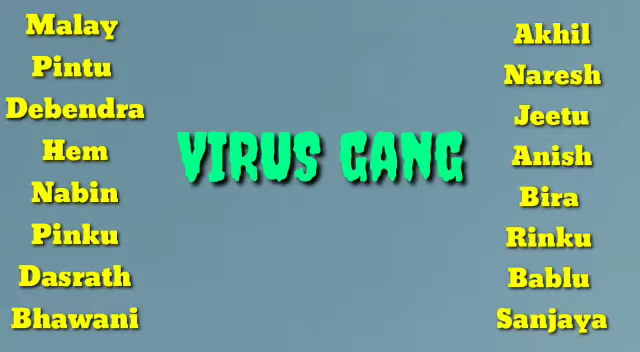 Malay
Pintu
Debendra
Hem
Nabin
Pinku
Dasrath
Bhawani
VIRUS GANG
Akhil
Naresh
Jeetu
Anish
Bira
Rinku
Bablu
Sanjaya